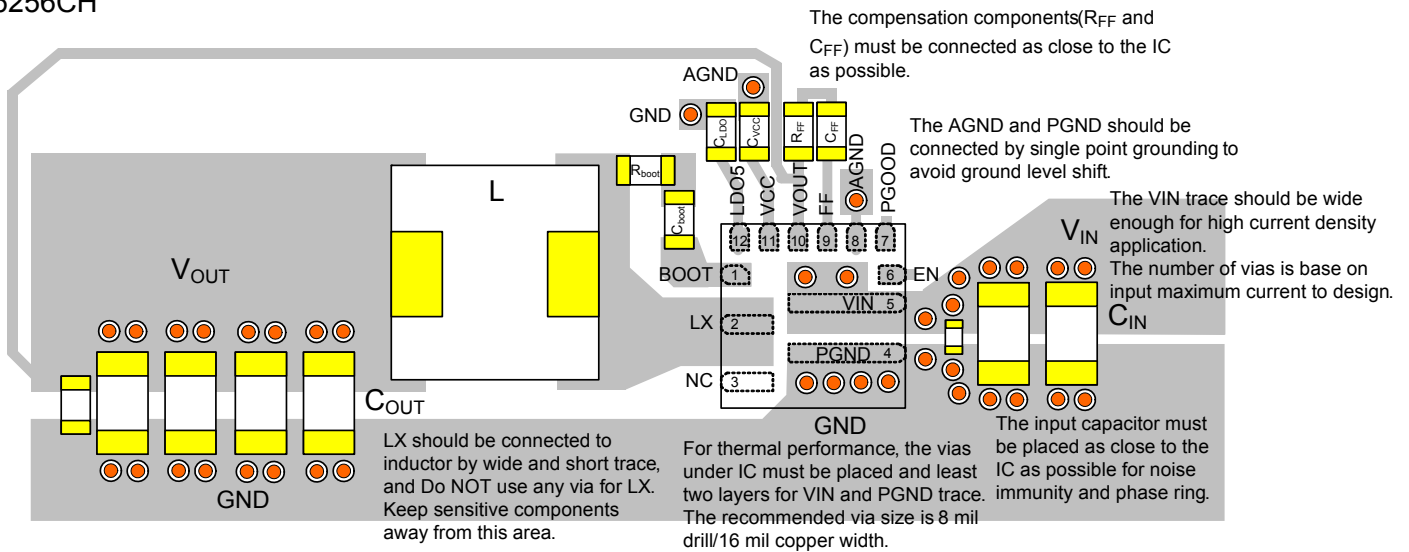 The compensation components(RFF and
CFF) must be connected as close to the IC
as possible.
AGND
GND
CLDO
CVCC
RFF
CFF
The AGND and PGND should be
connected by single point grounding to
avoid ground level shift.
Rboot
Cboot
LDO5
VCC
VOUT
FF
AGND
PGOOD
The VIN trace should be wide
enough for high current density
application.
The number of vias is base on
input maximum current to design.
L
VIN
12 11 10 9 8 7
VOUT
BOOT 1
6 EN
VIN 5
CIN
LX 2
PGND 4
NC 3
COUT
GND
GND
LX should be connected to
inductor by wide and short trace,
and Do NOT use any via for LX.
Keep sensitive components
away from this area.
For thermal performance, the vias
under IC must be placed and least
two layers for VIN and PGND trace.
The recommended via size is 8 mil
drill/16 mil copper width.
The input capacitor must
be placed as close to the
IC as possible for noise
immunity and phase ring.